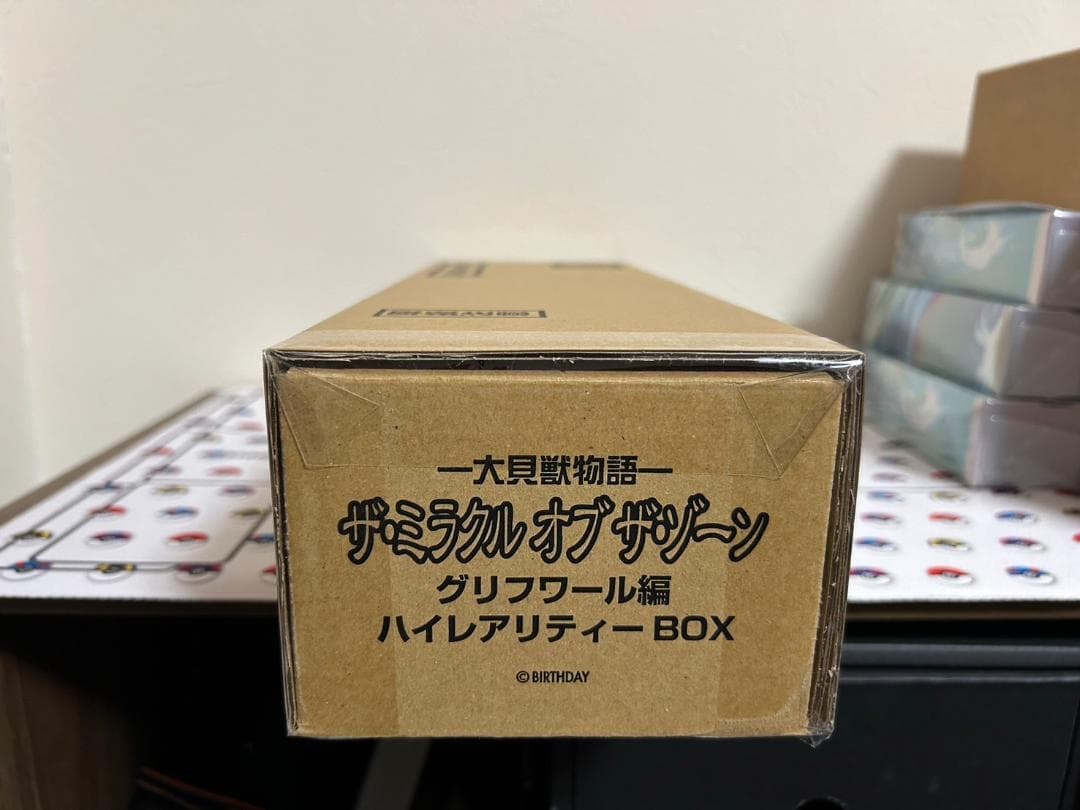 ―大貝獣物語―
ザ・ミラクル オブ ザ・ゾーン
グリフワール編
ハイレアリティー BOX
© BIRTHDAY